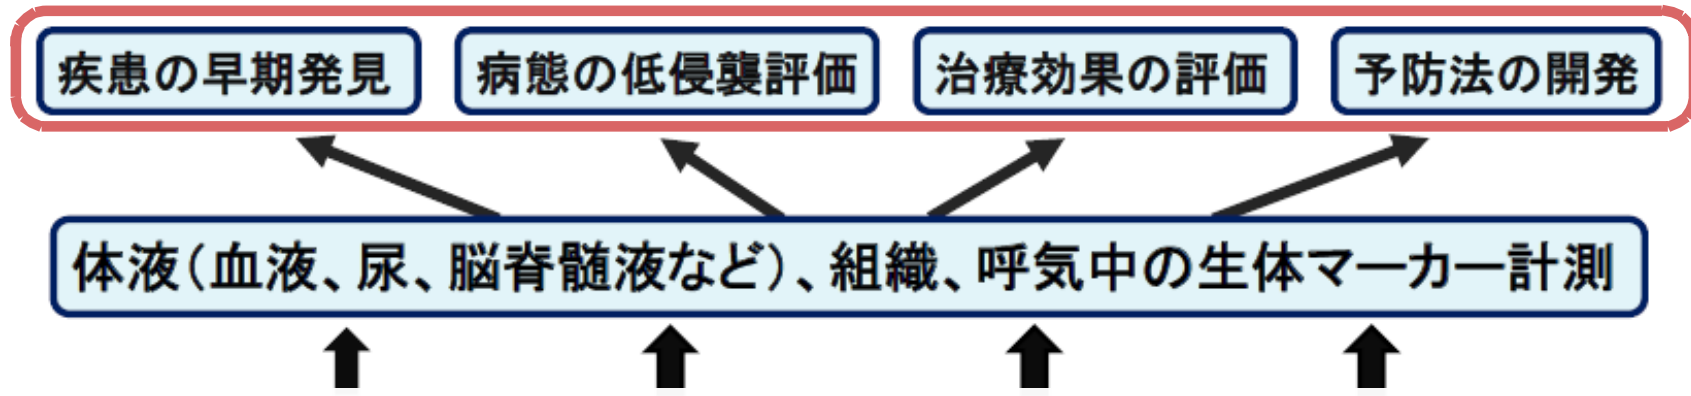 疾患の早期発見
病態の低侵襲評価
治療効果の評価
予防法の開発
体液(血液、尿、脳脊髄液など)、組織、呼気中の生体マーカー計測